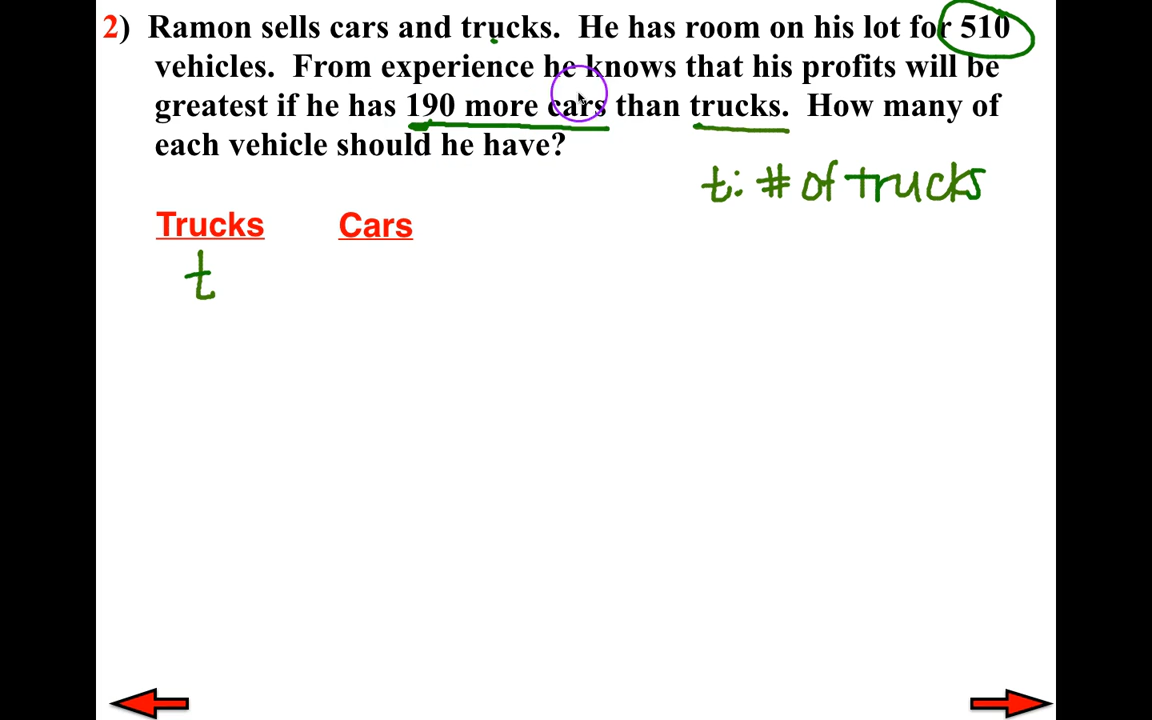 2) Ramon sells cars and trucks. He has room on his lot for 510
vehicles. From experience he knows that his profits will be
greatest if he has 190 more cars than trucks. How many of
each vehicle should he have?
t: # of trucks
Trucks Cars
t